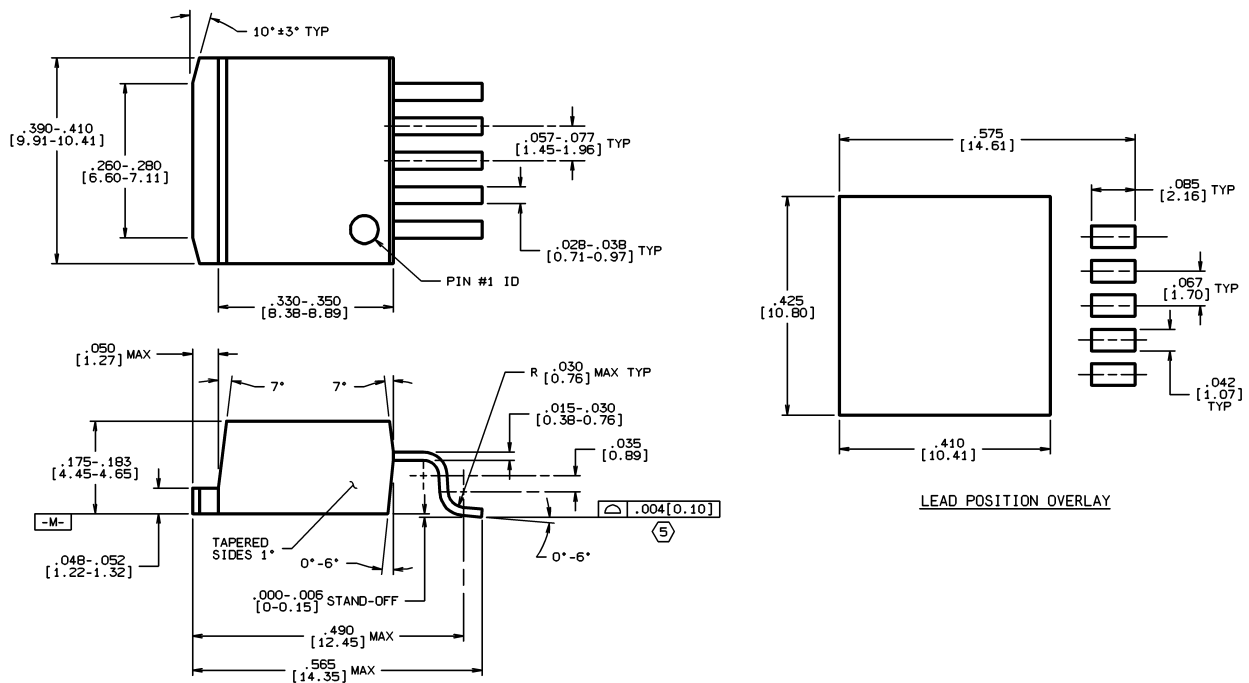 10°±3° TYP
.390-.410
[9.91-10.41]
.260-.280
[6.60-7.11]
.057-.077
[1.45-1.96] TYP
.028-.038
[0.71-0.97] TYP
PIN #1 ID
.330-.350
[8.38-8.89]
.575
[14.61]
.085
[2.16] TYP
.067
[1.70] TYP
.425
[10.80]
.042
[1.07]
TYP
.410
[10.41]
LEAD POSITION OVERLAY
.050
[1.27] MAX
7°
7°
R .030
[0.76] MAX TYP
.015-.030
[0.38-0.76]
.035
[0.89]
.175-.183
[4.45-4.65]
-M-
.004[0.10]
5
TAPERED
SIDES 1°
0°-6°
0°-6°
.048-.052
[1.22-1.32]
.000-.006
[0-0.15] STAND-OFF
.490
[12.45] MAX
.565
[14.35] MAX